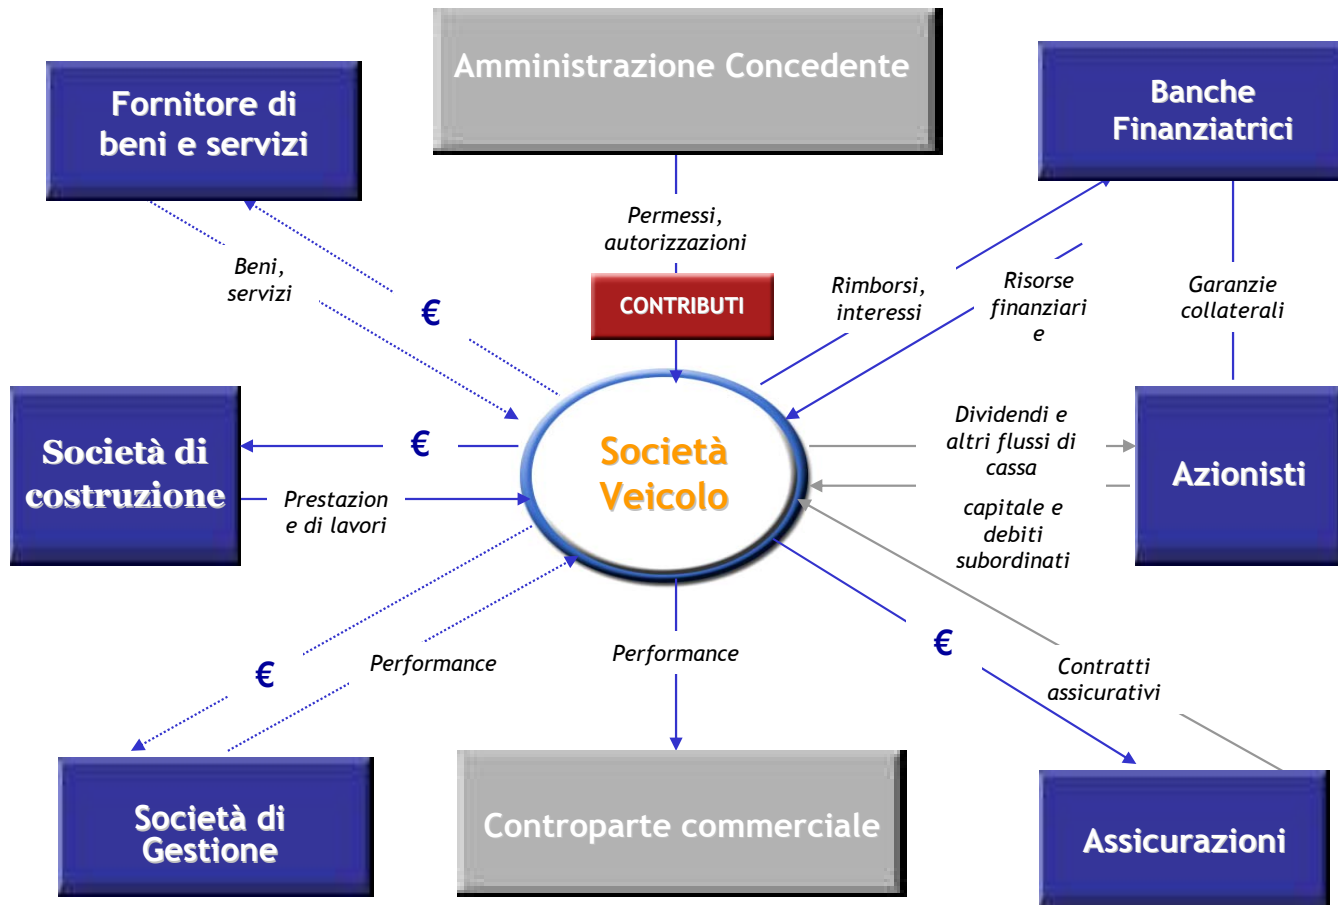 Amministrazione Concedente
Fornitore di
beni e servizi
Banche
Finanziatrici
Permessi,
autorizzazioni
Beni,
servizi
€
CONTRIBUTI
Rimborsi,
interessi
Risorse
finanziari
e
Garanzie
collaterali
Società di
costruzione
€
Prestazion
e di lavori
Società
Veicolo
Dividendi e
altri flussi di
cassa
capitale e
debiti
subordinati
Azionisti
€
Performance
Performance
€
Contratti
assicurativi
Società di
Gestione
Controparte commerciale
Assicurazioni